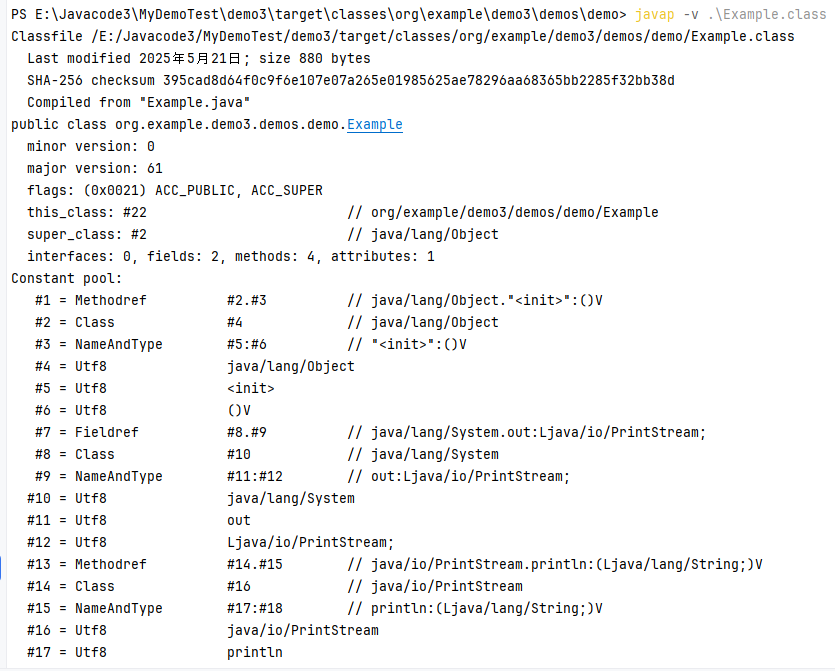 PS E:\Javacode3\MyDemoTest\demo3\target\classes\org\example\demo3\demos\demo> javap -v .\Example.class
Classfile /E:/Javacode3/MyDemoTest/demo3/target/classes/org/example/demo3/demos/demo/Example.class
  Last modified 2025年5月21日; size 880 bytes
  SHA-256 checksum 395cad8d64f0c9f6e107e07a265e01985625ae78296aa68365bb2285f32bb38d
  Compiled from "Example.java"
public class org.example.demo3.demos.demo.Example
  minor version: 0
  major version: 61
  flags: (0x0021) ACC_PUBLIC, ACC_SUPER
  this_class: #22                         // org/example/demo3/demos/demo/Example
  super_class: #2                         // java/lang/Object
  interfaces: 0, fields: 2, methods: 4, attributes: 1
Constant pool:
   #1 = Methodref          #2.#3          // java/lang/Object."<init>":()V
   #2 = Class              #4             // java/lang/Object
   #3 = NameAndType        #5:#6          // "<init>":()V
   #4 = Utf8               java/lang/Object
   #5 = Utf8               <init>
   #6 = Utf8               ()V
   #7 = Fieldref           #8.#9          // java/lang/System.out:Ljava/io/PrintStream;
   #8 = Class              #10            // java/lang/System
   #9 = NameAndType        #11:#12        // out:Ljava/io/PrintStream;
  #10 = Utf8               java/lang/System
  #11 = Utf8               out
  #12 = Utf8               Ljava/io/PrintStream;
  #13 = Methodref          #14.#15        // java/io/PrintStream.println:(Ljava/lang/String;)V
  #14 = Class              #16            // java/io/PrintStream
  #15 = NameAndType        #17:#18        // println:(Ljava/lang/String;)V
  #16 = Utf8               java/io/PrintStream
  #17 = Utf8               println